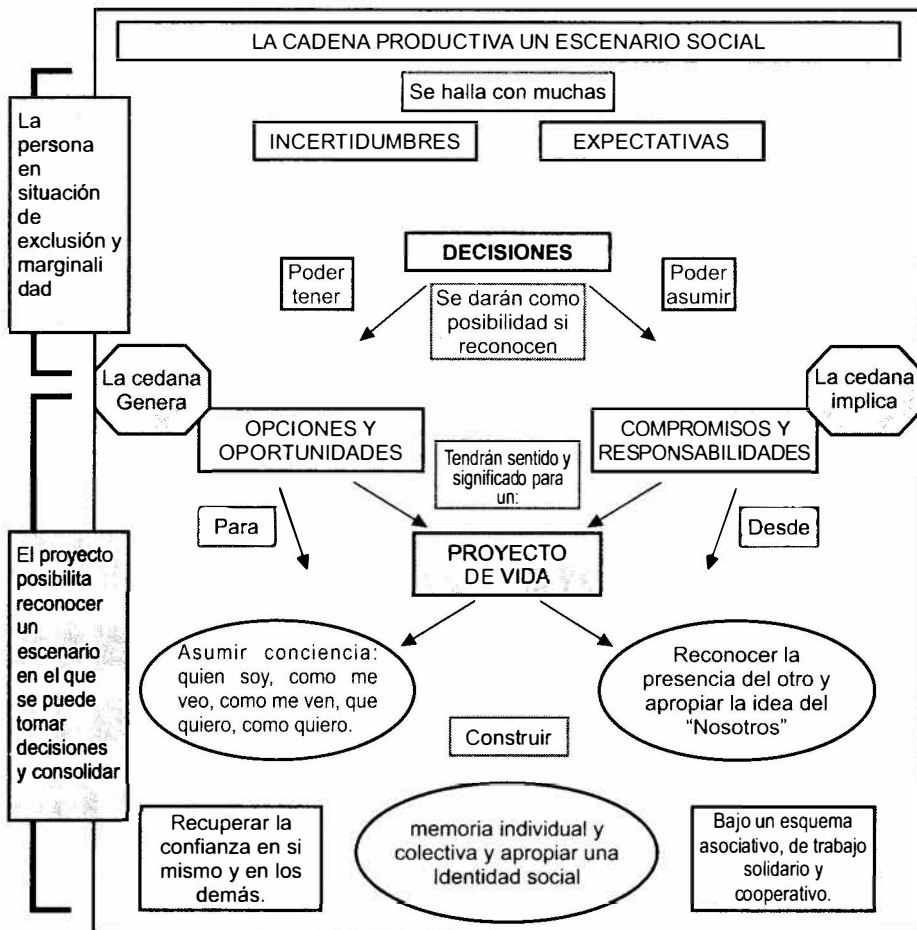 LA CADENA PRODUCTIVA UN ESCENARIO SOCIAL
Se halla con muchas
INCERTIDUMBRES
EXPECTATIVAS
La
persona
en
situación
de
exclusión y
marginali
dad
DECISIONES
Poder
tener
Se darán como
posibilidad si
reconocen
Poder
asumir
La cedana
Genera
La cedana
implica
OPCIONES Y
OPORTUNIDADES
COMPROMISOS Y
RESPONSABILIDADES
Tendrán sentido y
significado para
un:
Para
Desde
PROYECTO
DE VIDA
El proyecto
posibilita
reconocer
un
escenario
en el que
se puede
tomar
decisiones
y consolidar
Asumir conciencia:
quien soy, como me
veo, como me ven, que
quiero, como quiero.
Reconocer la
presencia del otro y
apropiar la idea del
“Nosotros”
Construir
Recuperar la
confianza en si
mismo y en los
demás.
memoria individual y
colectiva y apropiar una
Identidad social
Bajo un esquema
asociativo, de trabajo
solidario y
cooperativo.